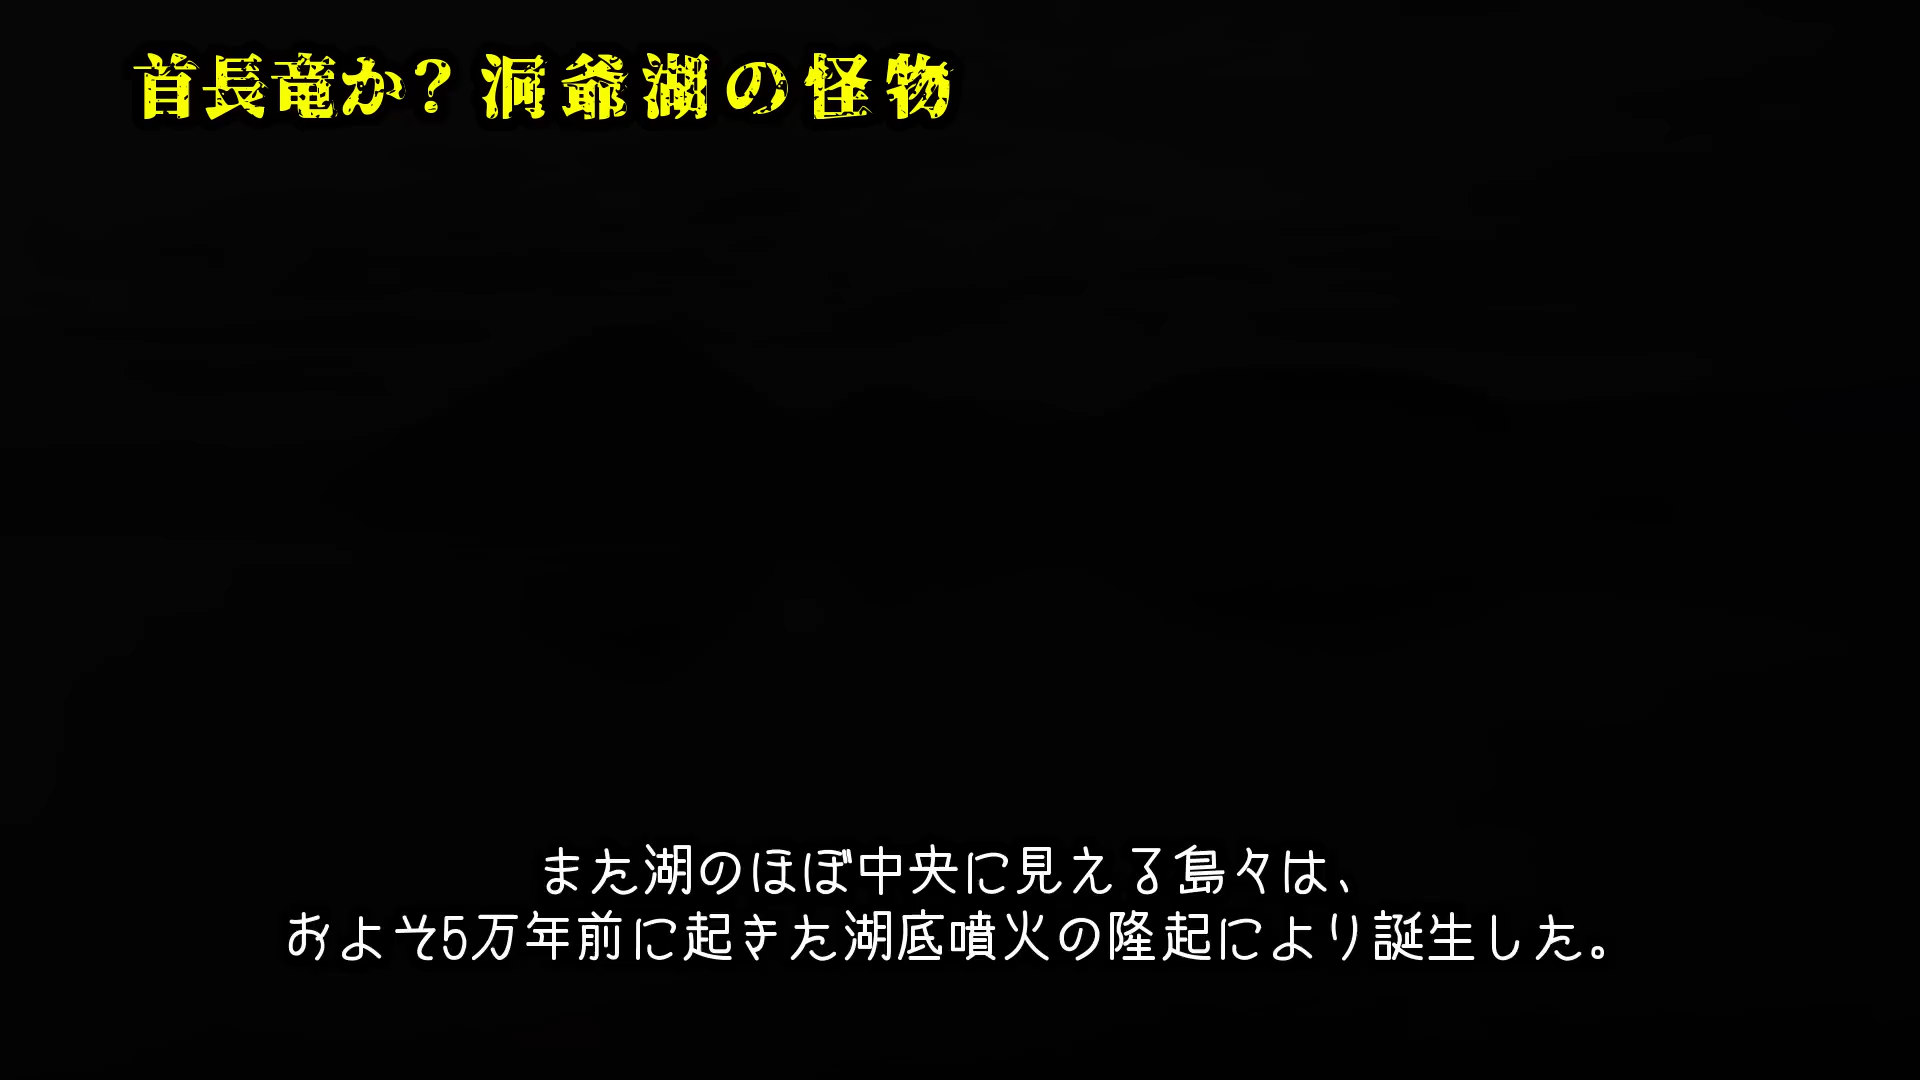 首長竜か？ 洞爺湖の怪物
また湖のほぼ中央に見える島々は、
およそ5万年前に起きた湖底噴火の隆起により誕生した。